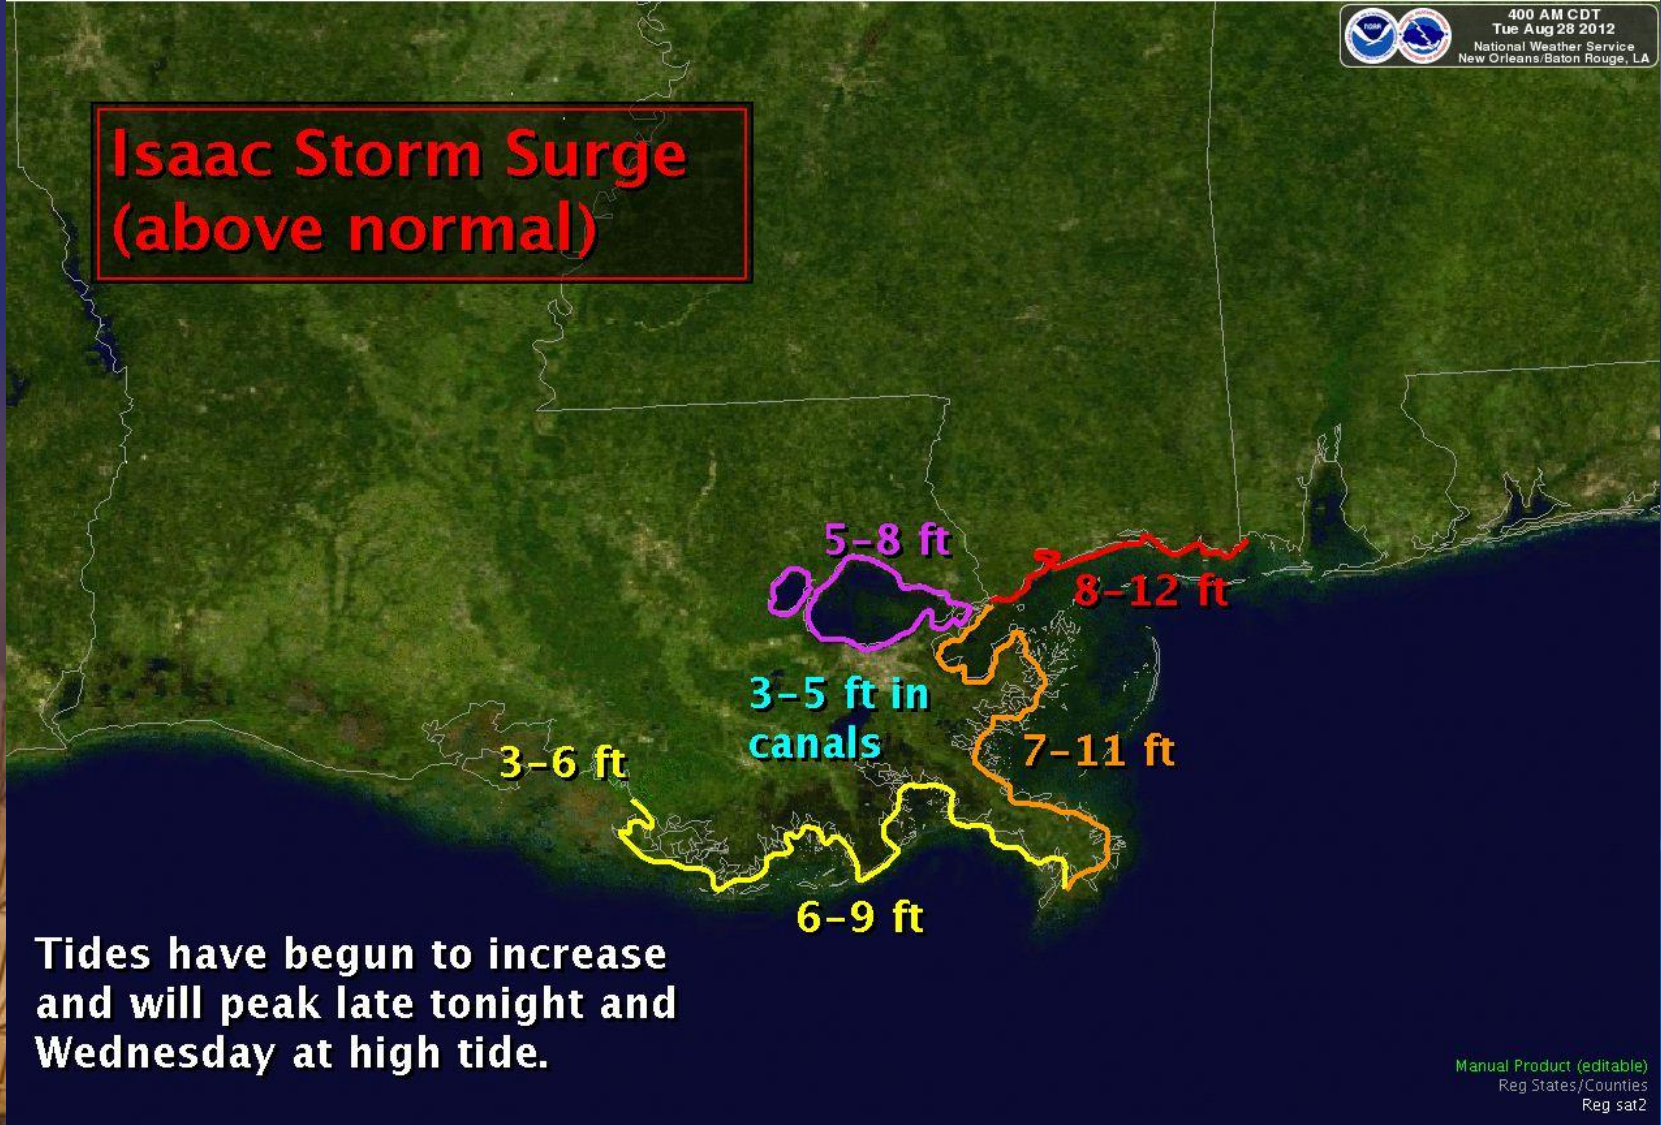 400 AM CDT
Tue Aug 28 2012
National Weather Service
New Orleans/Baton Rouge, LA
Isaac Storm Surge
(above normal)
5-8 ft
8-12 ft
3-5 ft in
canals
7-11 ft
3-6 ft
6-9 ft
Tides have begun to increase
and will peak late tonight and
Wednesday at high tide.
Manual Product (editable)
Reg States/Counties
Reg sat2